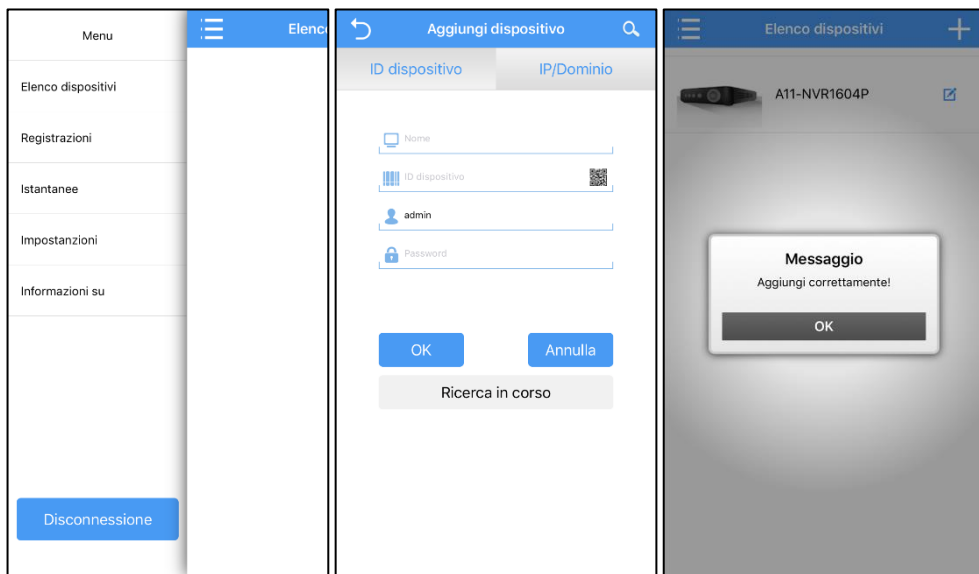 Menu
Elenco dispositivi
Registrazioni
Istantanee
Impostanzioni
Informazioni su
Disconnessione
Elenco
Aggiungi dispositivo
ID dispositivo
IP/Dominio
Nome
ID dispositivo
admin
Password
OK
Annulla
Ricerca in corso
Elenco dispositivi
A11-NVR1604P
Messaggio
Aggiungi correttamente!
OK